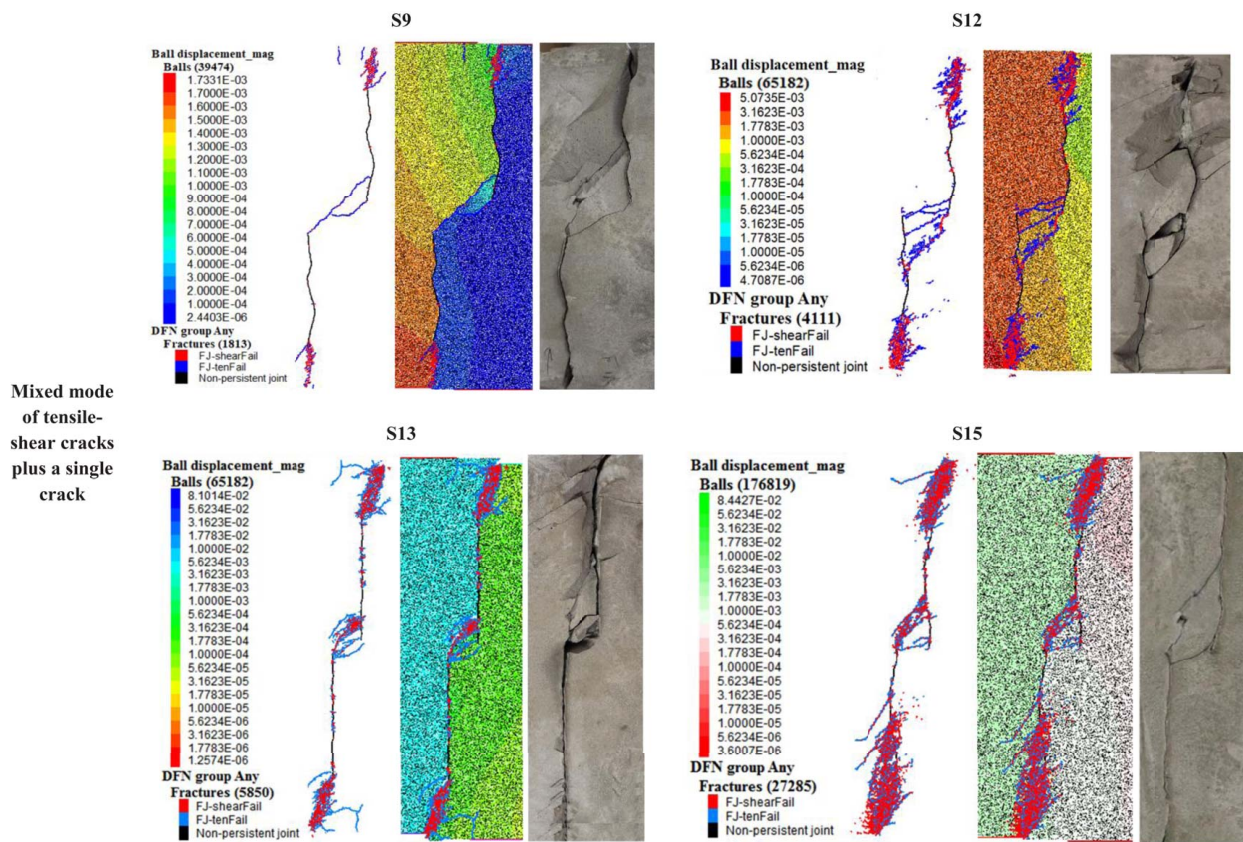 S9
Ball displacement_mag
Balls (39474)
1.7331E-03
1.7000E-03
1.6000E-03
1.5000E-03
1.4000E-03
1.3000E-03
1.2000E-03
1.1000E-03
1.0000E-03
9.0000E-04
8.0000E-04
7.0000E-04
6.0000E-04
5.0000E-04
4.0000E-04
3.0000E-04
2.0000E-04
1.0000E-04
2.4403E-06
DFN group Any
Fractures (1813)
FJ-shearFail
FJ-tenFail
Non-persistent joint
S12
Ball displacement_mag
Balls (65182)
5.0735E-03
3.1623E-03
1.7783E-03
1.0000E-03
5.6234E-04
3.1623E-04
1.7783E-04
1.0000E-04
5.6234E-05
3.1623E-05
1.7783E-05
1.0000E-05
5.6234E-06
4.7087E-06
DFN group Any
Fractures (4111)
FJ-shearFail
FJ-tenFail
Non-persistent joint
Mixed mode
of tensile-
shear cracks
plus a single
crack
S13
Ball displacement_mag
Balls (65182)
8.1014E-02
5.6234E-02
3.1623E-02
1.7783E-02
1.0000E-02
5.6234E-03
3.1623E-03
1.7783E-03
1.0000E-03
5.6234E-04
3.1623E-04
1.7783E-04
1.0000E-04
5.6234E-05
3.1623E-05
1.7783E-05
1.0000E-05
5.6234E-06
3.1623E-06
1.7783E-06
1.2574E-06
DFN group Any
Fractures (5850)
FJ-shearFail
FJ-tenFail
Non-persistent joint
S15
Ball displacement_mag
Balls (176819)
8.4427E-02
5.6234E-02
3.1623E-02
1.7783E-02
1.0000E-02
5.6234E-03
3.1623E-03
1.7783E-03
1.0000E-03
5.6234E-04
3.1623E-04
1.7783E-04
1.0000E-04
5.6234E-05
3.1623E-05
1.7783E-05
1.0000E-05
5.6234E-06
3.6007E-06
DFN group Any
Fractures (27285)
FJ-shearFail
FJ-tenFail
Non-persistent joint